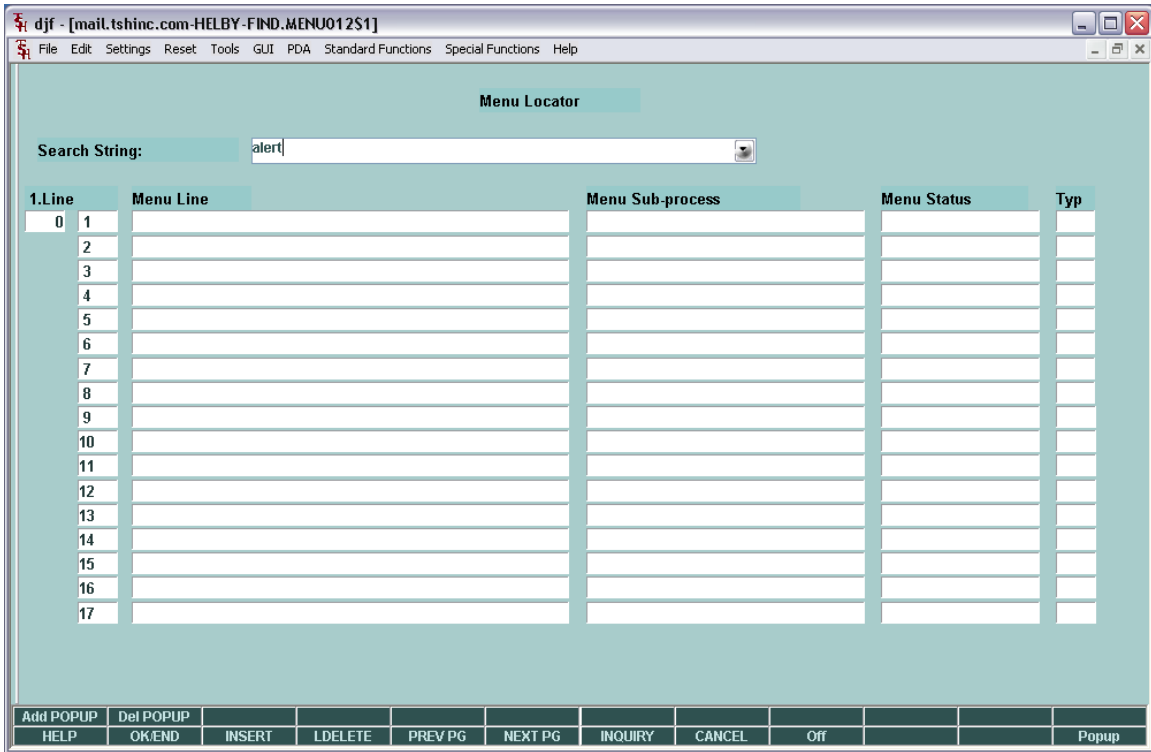 djf - [mail.tshinc.com-HELBY-FIND.MENU012S1]
File Edit Settings Reset Tools GUI PDA Standard Functions Special Functions Help
Menu Locator
Search String: alert
1.Line Menu Line Menu Sub-process Menu Status Typ
0 1
2
3
4
5
6
7
8
9
10
11
12
13
14
15
16
17
Add POPUP Del POPUP
HELP OK/END INSERT LDELETE PREV PG NEXT PG INQUIRY CANCEL Off Popup